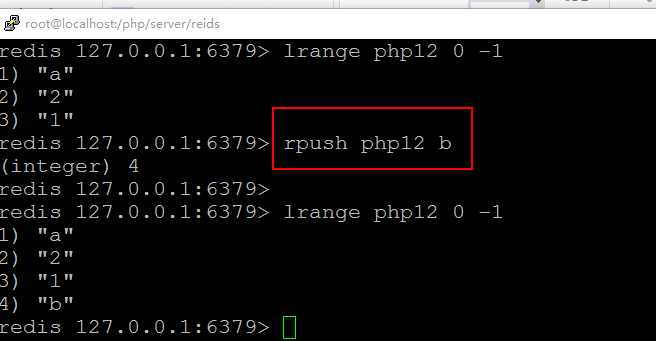 root@localhost:/php/server/reids
redis 127.0.0.1:6379> lrange php12 0 -1
1) "a"
2) "2"
3) "1"
redis 127.0.0.1:6379> rpush php12 b
(integer) 4
redis 127.0.0.1:6379>
redis 127.0.0.1:6379> lrange php12 0 -1
1) "a"
2) "2"
3) "1"
4) "b"
redis 127.0.0.1:6379>